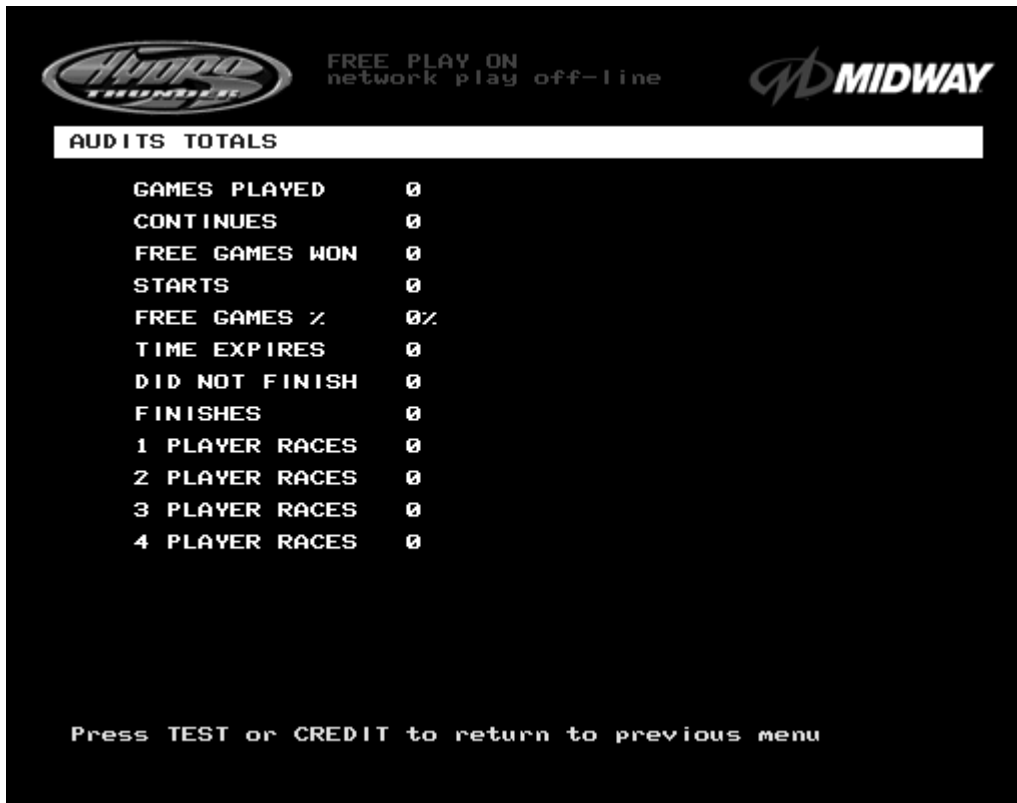 HYDRO
THUNDER
FREE PLAY ON
network play off-line
MIDWAY
AUDITS TOTALS
GAMES PLAYED 0
CONTINUES 0
FREE GAMES WON 0
STARTS 0
FREE GAMES % 0%
TIME EXPIRES 0
DID NOT FINISH 0
FINISHES 0
1 PLAYER RACES 0
2 PLAYER RACES 0
3 PLAYER RACES 0
4 PLAYER RACES 0
Press TEST or CREDIT to return to previous menu